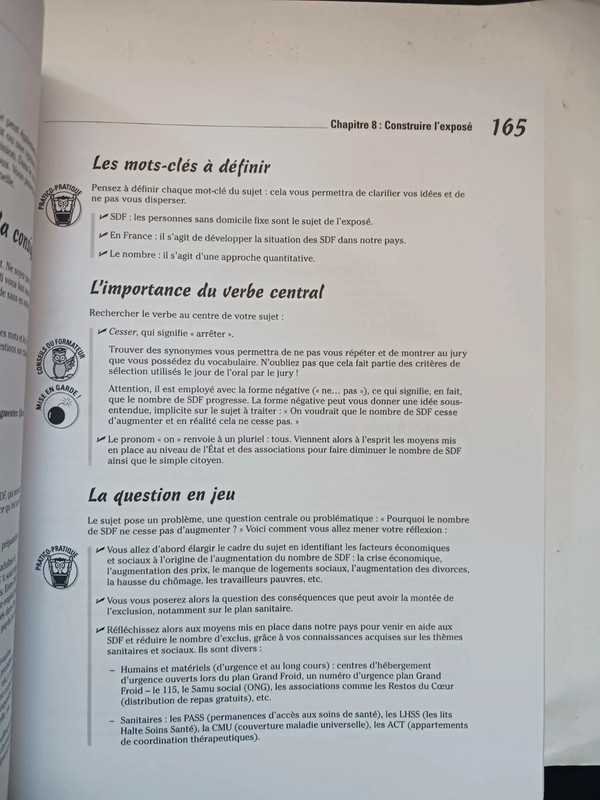 Chapitre 8 : Construire l'exposé 165
Les mots-clés à définir
PRATICO-PRATIQUE
Pensez à définir chaque mot-clé du sujet : cela vous permettra de clarifier vos idées et de
ne pas vous disperser.
✓ SDF : les personnes sans domicile fixe sont le sujet de l'exposé.
✓ En France : il s'agit de développer la situation des SDF dans notre pays.
✓ Le nombre : il s'agit d'une approche quantitative.
L'importance du verbe central
Rechercher le verbe au centre de votre sujet :
✓ Cesser, qui signifie « arrêter ».
CONSEILS DU FORMATEUR
Trouver des synonymes vous permettra de ne pas vous répéter et de montrer au jury
que vous possédez du vocabulaire. N'oubliez pas que cela fait partie des critères de
sélection utilisés le jour de l'oral par le jury !
MISE EN GARDE !
Attention, il est employé avec la forme négative (« ne… pas »), ce qui signifie, en fait,
que le nombre de SDF progresse. La forme négative peut vous donner une idée sous-
entendue, implicite sur le sujet à traiter : « On voudrait que le nombre de SDF cesse
d'augmenter et en réalité cela ne cesse pas. »
✓ Le pronom « on » renvoie à un pluriel : tous. Viennent alors à l'esprit les moyens mis
en place au niveau de l'État et des associations pour faire diminuer le nombre de SDF
ainsi que le simple citoyen.
La question en jeu
Le sujet pose un problème, une question centrale ou problématique : « Pourquoi le nombre
de SDF ne cesse pas d'augmenter ? » Voici comment vous allez mener votre réflexion :
PRATICO-PRATIQUE
✓ Vous allez d'abord élargir le cadre du sujet en identifiant les facteurs économiques
et sociaux à l'origine de l'augmentation du nombre de SDF : la crise économique,
l'augmentation des prix, le manque de logements sociaux, l'augmentation des divorces,
la hausse du chômage, les travailleurs pauvres, etc.
✓ Vous vous poserez alors la question des conséquences que peut avoir la montée de
l'exclusion, notamment sur le plan sanitaire.
✓ Réfléchissez alors aux moyens mis en place dans notre pays pour venir en aide aux
SDF et réduire le nombre d'exclus, grâce à vos connaissances acquises sur les thèmes
sanitaires et sociaux. Ils sont divers :
– Humains et matériels (d'urgence et au long cours) : centres d'hébergement
d'urgence ouverts lors du plan Grand Froid, un numéro d'urgence plan Grand
Froid – le 115, le Samu social (ONG), les associations comme les Restos du Cœur
(distribution de repas gratuits), etc.
– Sanitaires : les PASS (permanences d'accès aux soins de santé), les LHSS (les lits
Halte Soins Santé), la CMU (couverture maladie universelle), les ACT (appartements
de coordination thérapeutiques).